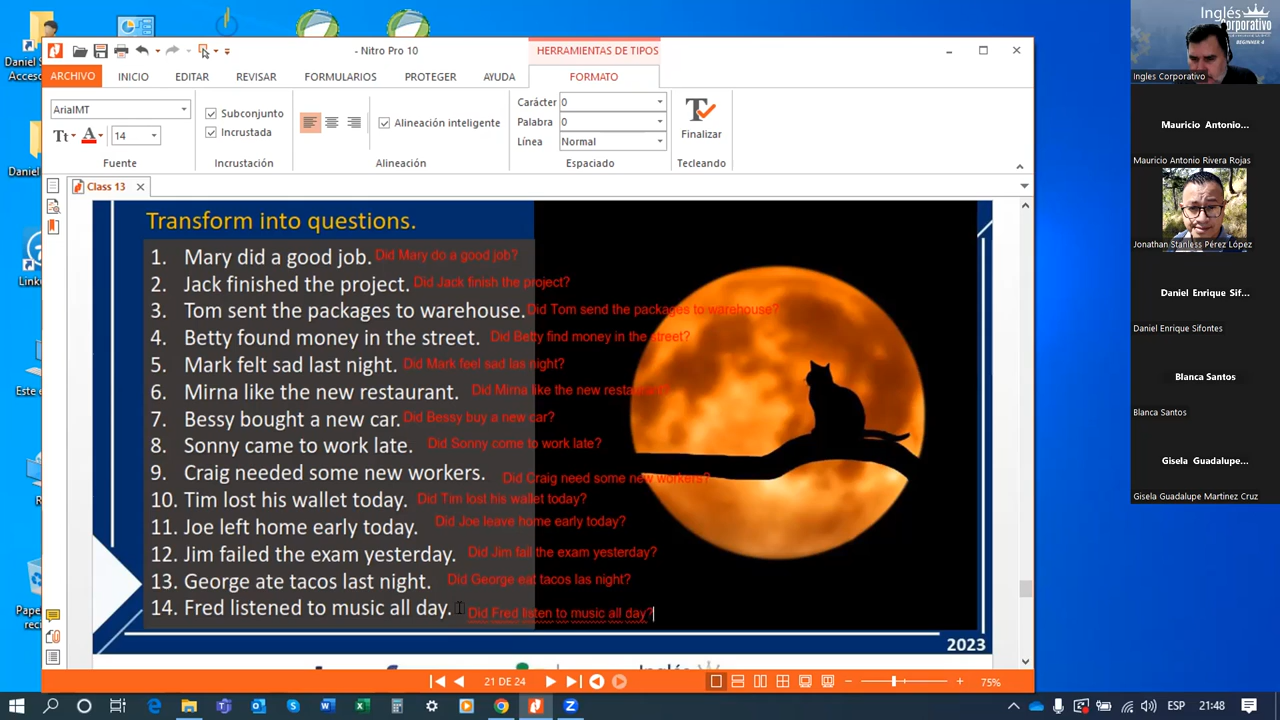 Daniel S
Acceso
- Nitro Pro 10
HERRAMIENTAS DE TIPOS
ARCHIVO INICIO EDITAR REVISAR FORMULARIOS PROTEGER AYUDA FORMATO
ArialMT
Tt A 14
Fuente
Subconjunto
Incrustada
Incrustación
Alineación inteligente
Alineación
Carácter 0
Palabra 0
Línea Normal
Espaciado
Finalizar
Tecleando
Class 13
Transform into questions.
1. Mary did a good job. Did Mary do a good job?
2. Jack finished the project. Did Jack finish the project?
3. Tom sent the packages to warehouse. Did Tom send the packages to warehouse?
4. Betty found money in the street. Did Betty find money in the street?
5. Mark felt sad last night. Did Mark feel sad las night?
6. Mirna like the new restaurant. Did Mirna like the new restaurant?
7. Bessy bought a new car. Did Bessy buy a new car?
8. Sonny came to work late. Did Sonny come to work late?
9. Craig needed some new workers. Did Craig need some new workers?
10. Tim lost his wallet today. Did Tim lost his wallet today?
11. Joe left home early today. Did Joe leave home early today?
12. Jim failed the exam yesterday. Did Jim fail the exam yesterday?
13. George ate tacos last night. Did George eat tacos las night?
14. Fred listened to music all day. Did Fred listen to music all day?
2023
21 DE 24
75%
ESP 21:48
Daniel
Link
Este e
Pape
reci
Inglés
Corporativo
BEGINNER 4
Ingles Corporativo
Mauricio Antonio...
Mauricio Antonio Rivera Rojas
Jonathan Stanless Pérez López
Daniel Enrique Sif...
Daniel Enrique Sifontes
Blanca Santos
Blanca Santos
Gisela Guadalupe...
Gisela Guadalupe Martinez Cruz